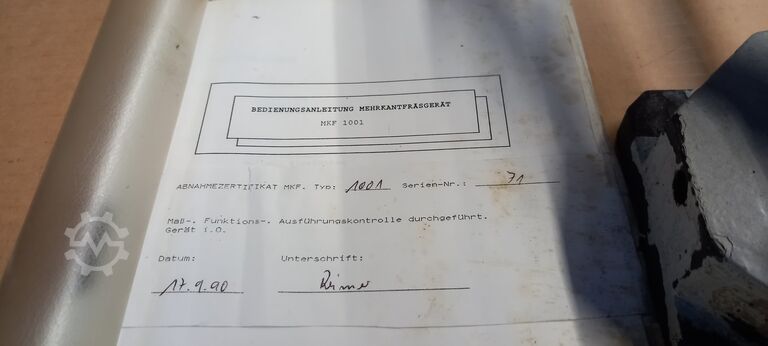 BEDIENUNGSANLEITUNG MEHRKANTFRÄSGERÄT
MKF 1001
ABNAHMEZERTIFIKAT MKF. Typ: 1001 Serien-Nr.: 71
Maß-. Funktions-. Ausführungskontrolle durchgeführt.
Gerät i.O.
Datum: Unterschrift:
17.9.90